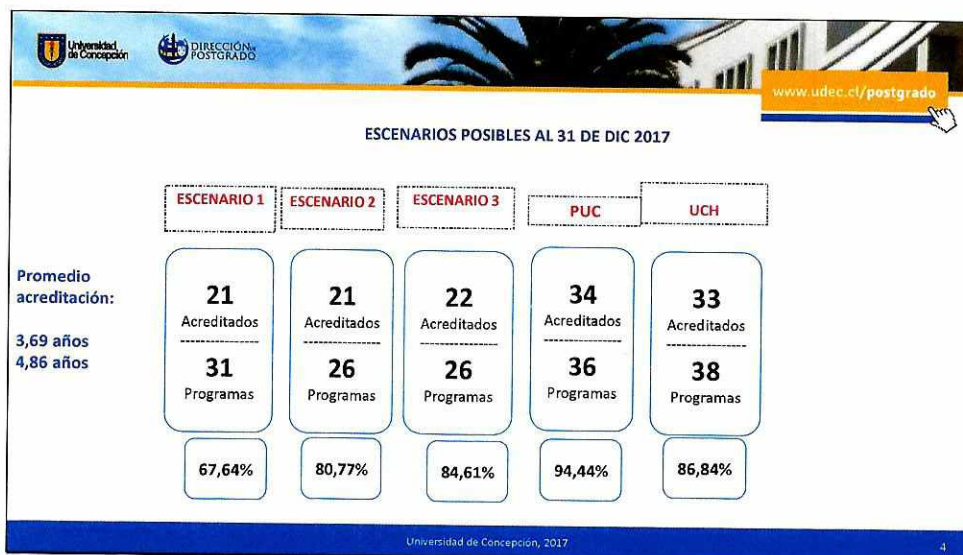 Universidad
de Concepción
DIRECCIÓN DE
POSTGRADO
www.udec.cl/postgrado
ESCENARIOS POSIBLES AL 31 DE DIC 2017
ESCENARIO 1
ESCENARIO 2
ESCENARIO 3
PUC
UCH
Promedio
acreditación:
3,69 años
4,86 años
21
Acreditados
31
Programas
67,64%
21
Acreditados
26
Programas
80,77%
22
Acreditados
26
Programas
84,61%
34
Acreditados
36
Programas
94,44%
33
Acreditados
38
Programas
86,84%
Universidad de Concepción, 2017
4